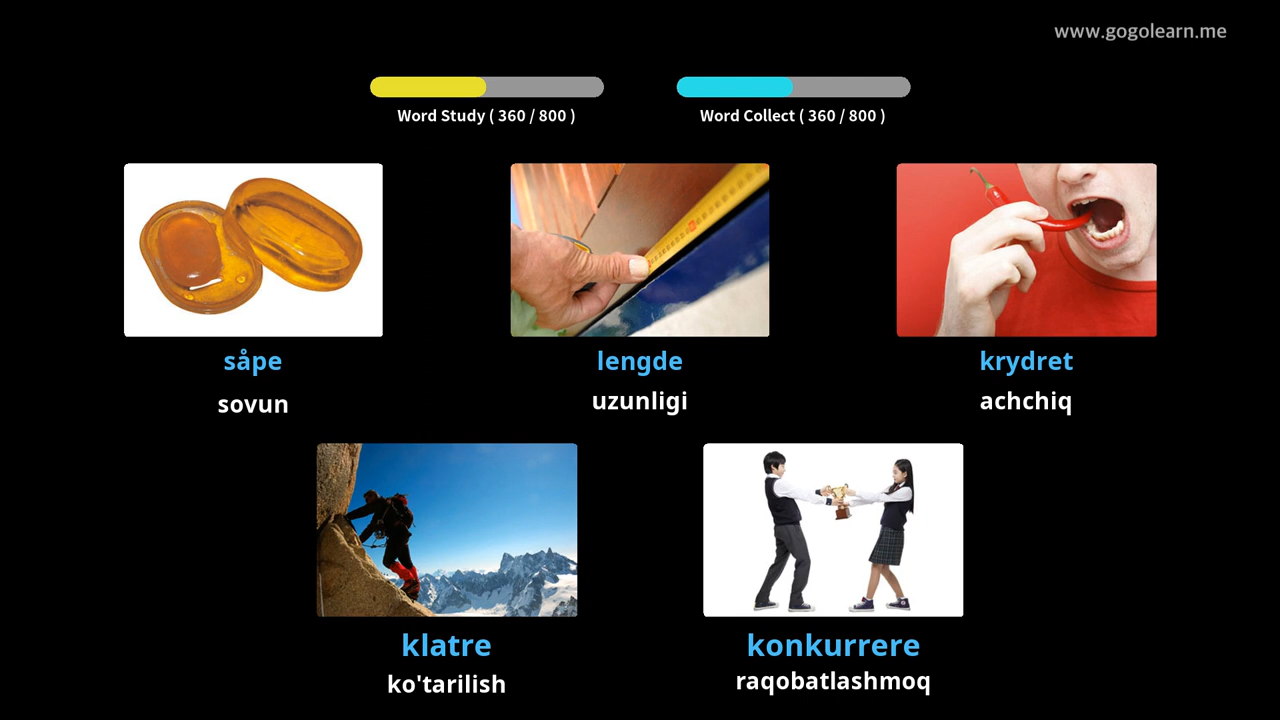 www.gogolearn.me
Word Study ( 360 / 800 )
Word Collect ( 360 / 800 )
såpe
sovun
lengde
uzunligi
krydret
achchiq
klatre
ko'tarilish
konkurrere
raqobatlashmoq